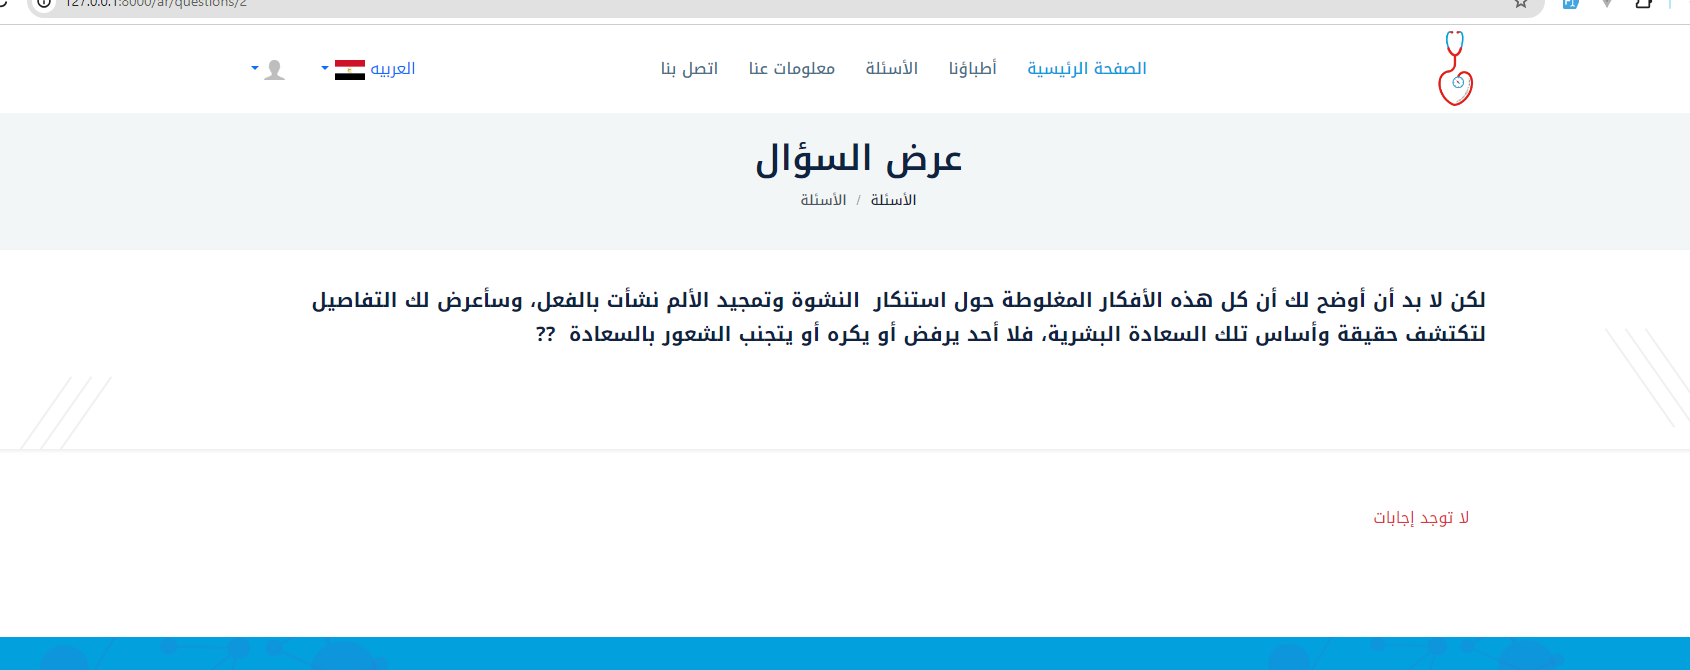 127.0.0.1:8000/ar/questions/2
الصفحة الرئيسية أطباؤنا الأسئلة معلومات عنا اتصل بنا العربيه
عرض السؤال
الأسئلة / الأسئلة
لكن لا بد أن أوضح لك أن كل هذه الأفكار المغلوطة حول استنكار  النشوة وتمجيد الألم نشأت بالفعل، وسأعرض لك التفاصيل
لتكتشف حقيقة وأساس تلك السعادة البشرية، فلا أحد يرفض أو يكره أو يتجنب الشعور بالسعادة  ??
لا توجد إجابات